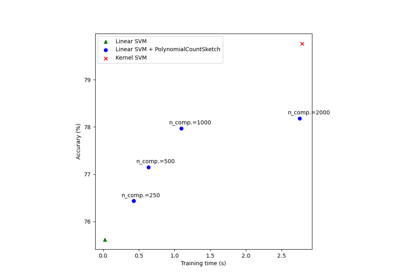 Linear SVM
Linear SVM + PolynomialCountSketch
Kernel SVM
79
n_comp.=2000
n_comp.=1000
78
n_comp.=500
77
n_comp.=250
76
Accurary (%)
0.0 0.5 1.0 1.5 2.0 2.5
Training time (s)